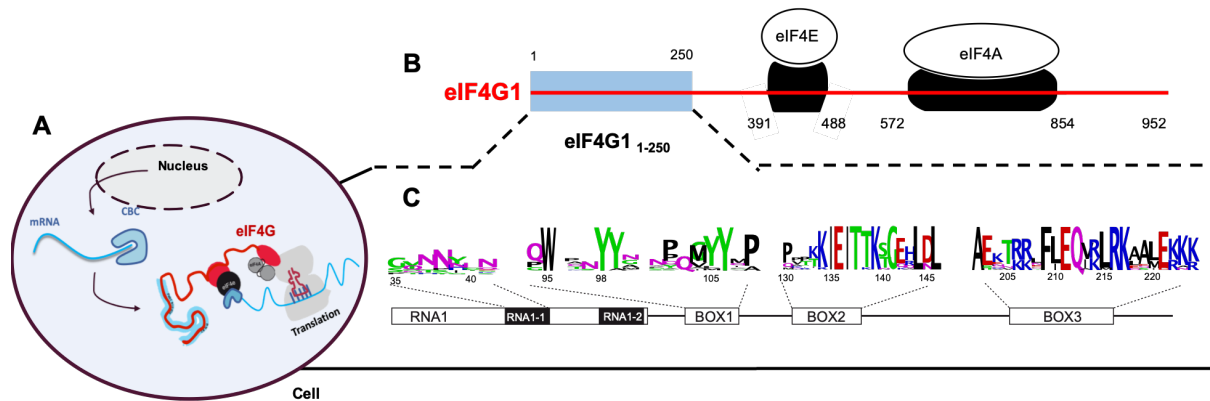 A
Nucleus
mRNA
CBC
eIF4G
eIF4E
Translation
Cell
B
1
250
eIF4E
eIF4A
eIF4G1
391
488
572
854
952
eIF4G1 1-250
C
35 40 95 98 105 130 135 140 145 205 210 215 220
RNA1
RNA1-1
RNA1-2
BOX1
BOX2
BOX3